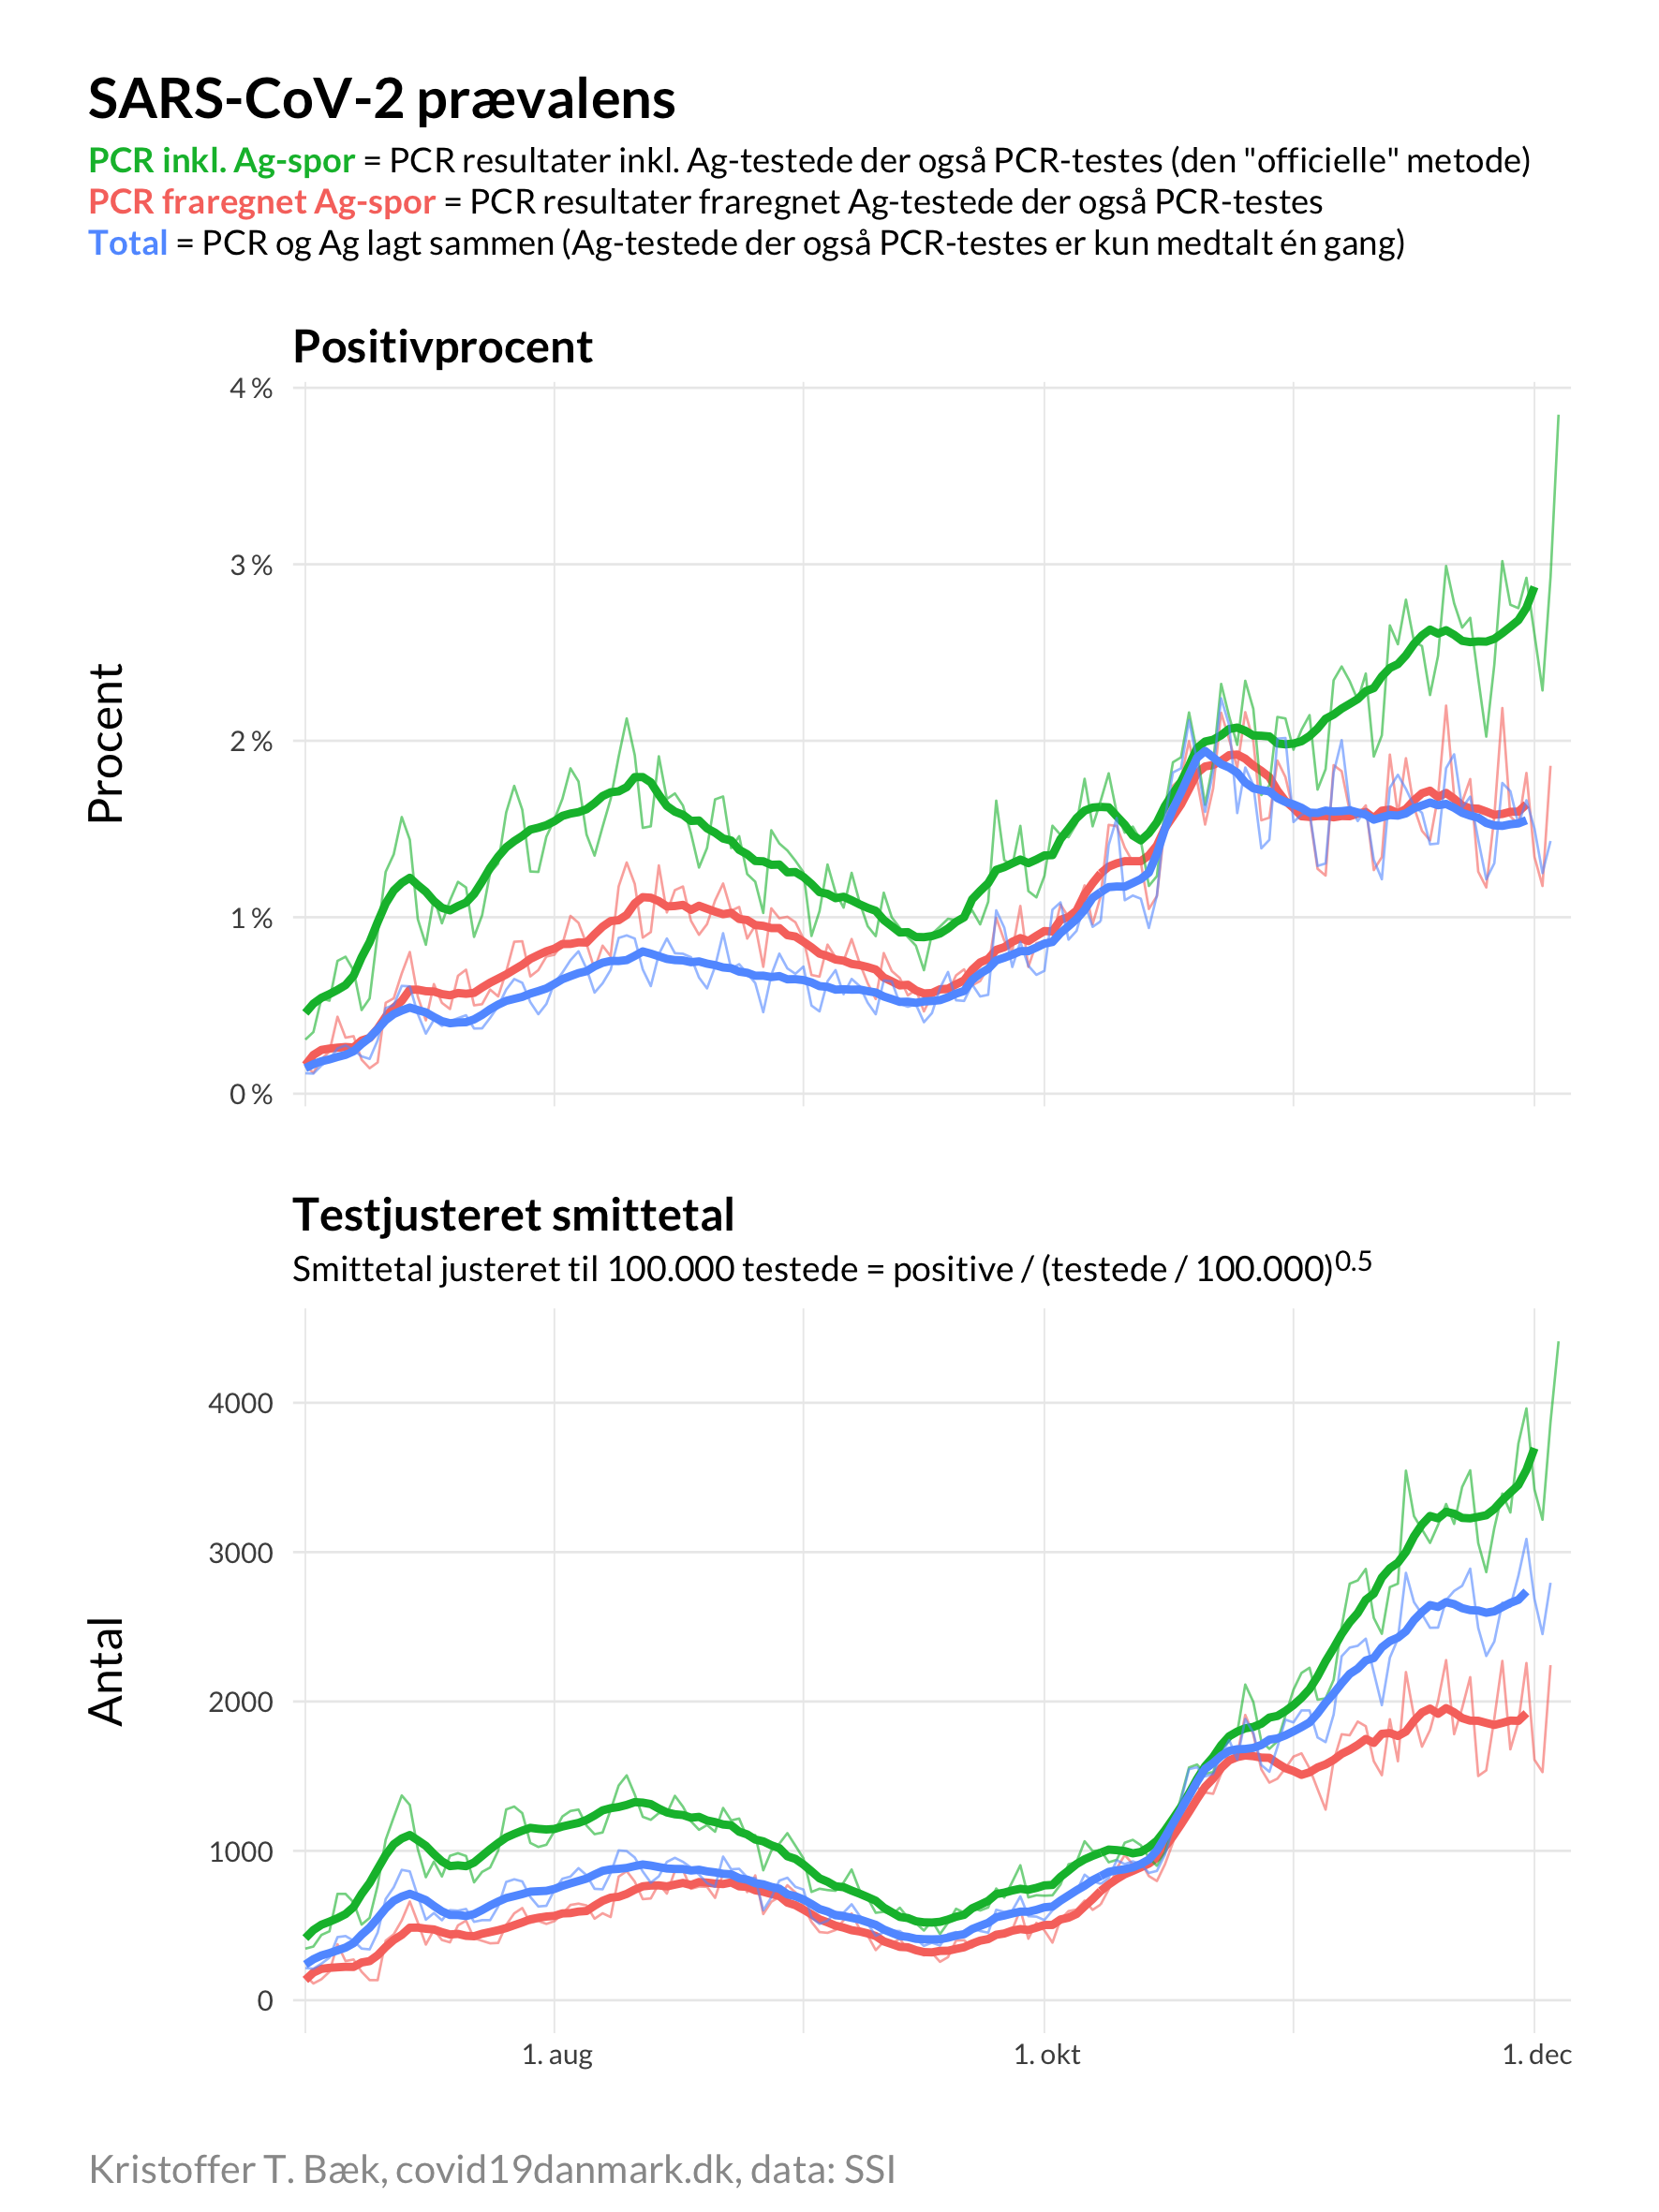 SARS-CoV-2 prævalens
PCR inkl. Ag-spor = PCR resultater inkl. Ag-testede der også PCR-testes (den "officielle" metode)
PCR fraregnet Ag-spor = PCR resultater fraregnet Ag-testede der også PCR-testes
Total = PCR og Ag lagt sammen (Ag-testede der også PCR-testes er kun medtalt én gang)
Positivprocent
Procent
4 %
3 %
2 %
1 %
0 %
Testjusteret smittetal
Smittetal justeret til 100.000 testede = positive / (testede / 100.000)^0.5
Antal
4000
3000
2000
1000
0
1. aug 1. okt 1. dec
Kristoffer T. Bæk, covid19danmark.dk, data: SSI